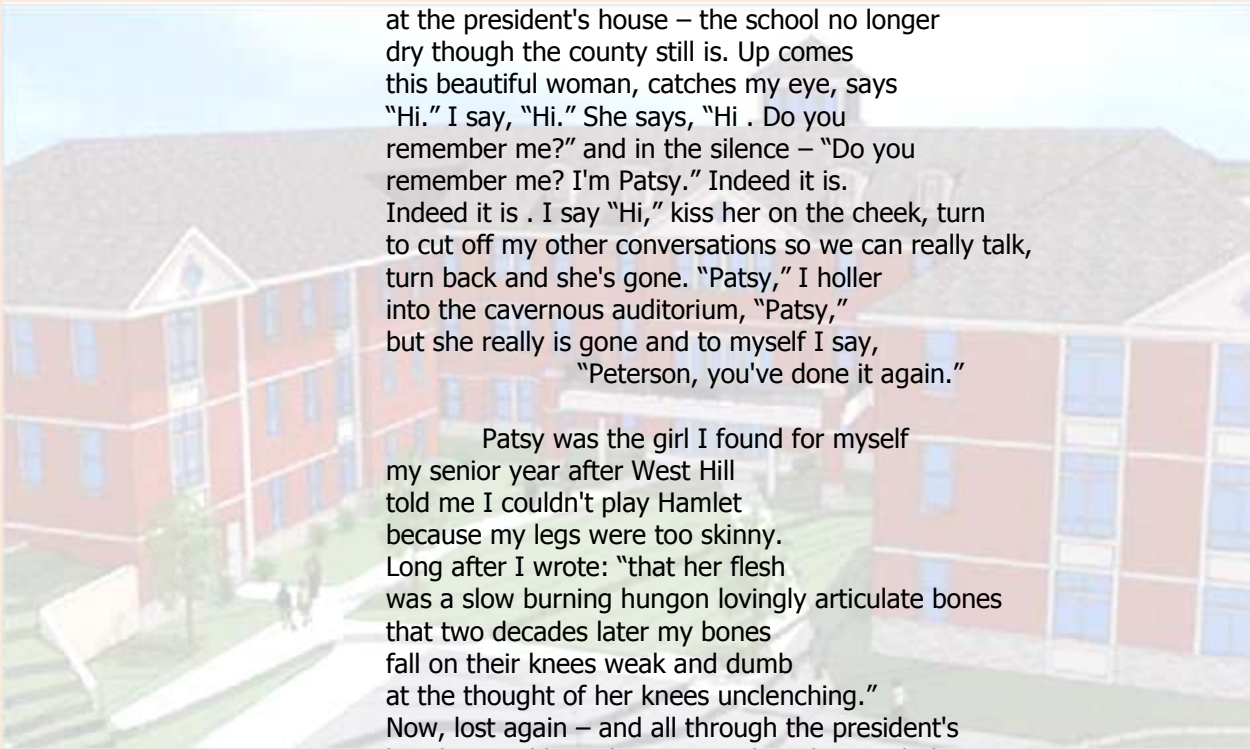 at the president's house – the school no longer
dry though the county still is. Up comes
this beautiful woman, catches my eye, says
“Hi.” I say, “Hi.” She says, “Hi . Do you
remember me?” and in the silence – “Do you
remember me? I'm Patsy.” Indeed it is.
Indeed it is . I say “Hi,” kiss her on the cheek, turn
to cut off my other conversations so we can really talk,
turn back and she's gone. “Patsy,” I holler
into the cavernous auditorium, “Patsy,”
but she really is gone and to myself I say,
“Peterson, you've done it again.”
Patsy was the girl I found for myself
my senior year after West Hill
told me I couldn't play Hamlet
because my legs were too skinny.
Long after I wrote: “that her flesh
was a slow burning hungon lovingly articulate bones
that two decades later my bones
fall on their knees weak and dumb
at the thought of her knees unclenching.”
Now, lost again – and all through the president's